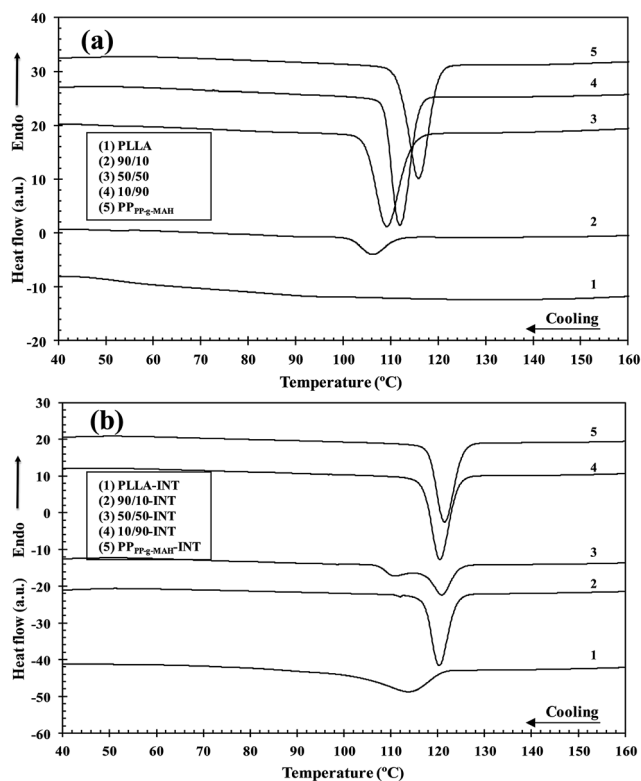 (a)
40
30
20
10
0
-10
-20
Heat flow (a.u.) Endo
(1) PLLA
(2) 90/10
(3) 50/50
(4) 10/90
(5) PPPP-g-MAH
5
4
3
2
1
Cooling
40 50 60 70 80 90 100 110 120 130 140 150 160
Temperature (ºC)
(b)
30
20
10
0
-10
-20
-30
-40
-50
-60
Heat flow (a.u.) Endo
(1) PLLA-INT
(2) 90/10-INT
(3) 50/50-INT
(4) 10/90-INT
(5) PPPP-g-MAH-INT
5
4
3
2
1
Cooling
40 50 60 70 80 90 100 110 120 130 140 150 160
Temperature (ºC)